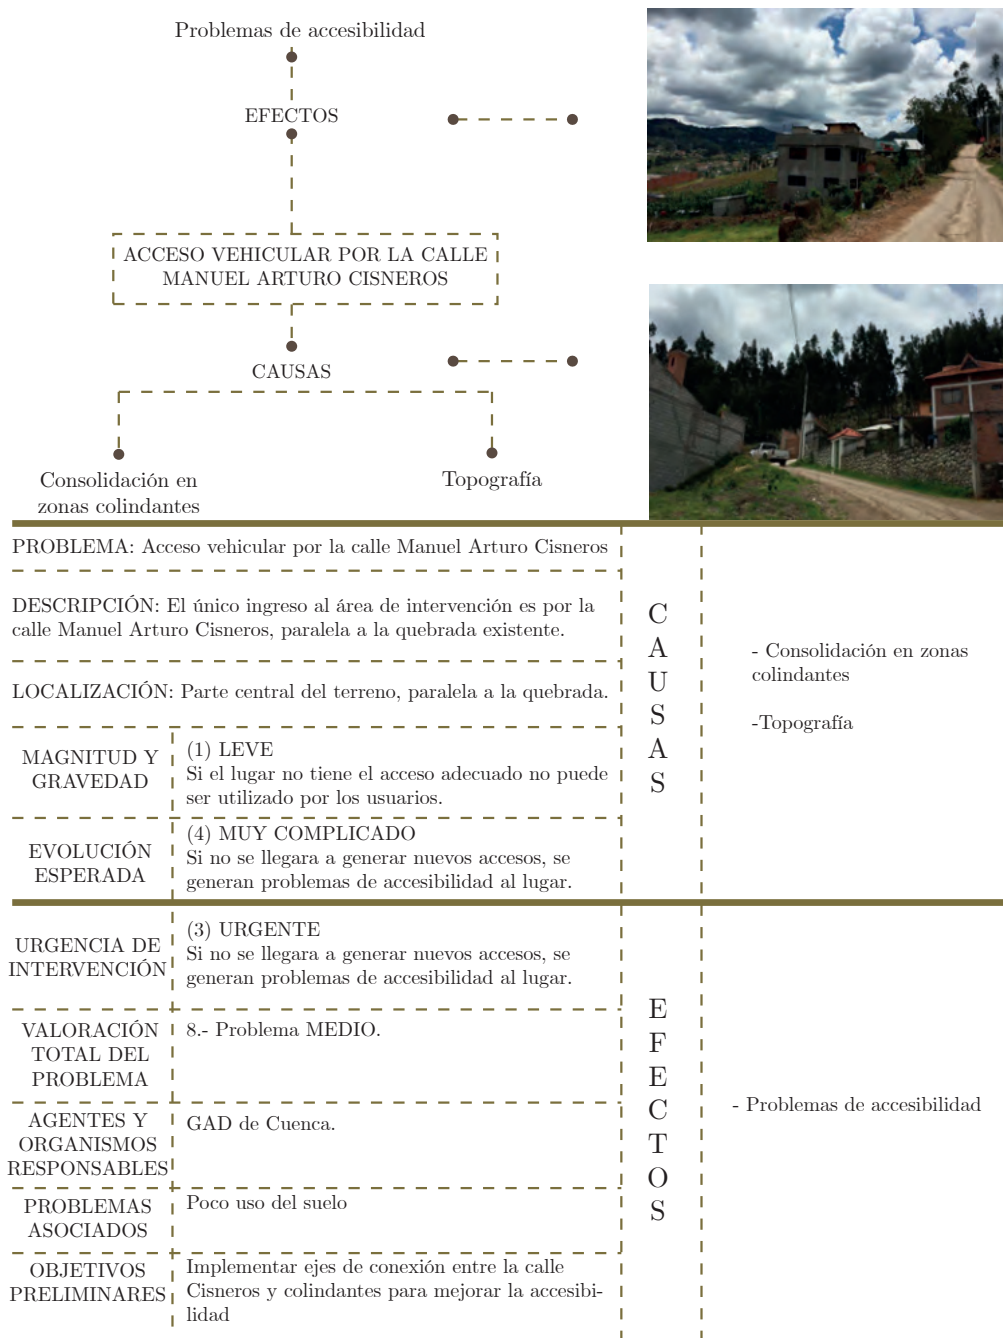 Problemas de accesibilidad
EFECTOS
ACCESO VEHICULAR POR LA CALLE
MANUEL ARTURO CISNEROS
CAUSAS
Consolidación en
zonas colindantes
Topografía
PROBLEMA: Acceso vehicular por la calle Manuel Arturo Cisneros
DESCRIPCIÓN: El único ingreso al área de intervención es por la
calle Manuel Arturo Cisneros, paralela a la quebrada existente.
LOCALIZACIÓN: Parte central del terreno, paralela a la quebrada.
MAGNITUD Y
GRAVEDAD
(1) LEVE
Si el lugar no tiene el acceso adecuado no puede
ser utilizado por los usuarios.
EVOLUCIÓN
ESPERADA
(4) MUY COMPLICADO
Si no se llegara a generar nuevos accesos, se
generan problemas de accesibilidad al lugar.
C
A
U
S
A
S
- Consolidación en zonas
colindantes
-Topografía
URGENCIA DE
INTERVENCIÓN
(3) URGENTE
Si no se llegara a generar nuevos accesos, se
generan problemas de accesibilidad al lugar.
VALORACIÓN
TOTAL DEL
PROBLEMA
8.- Problema MEDIO.
AGENTES Y
ORGANISMOS
RESPONSABLES
GAD de Cuenca.
PROBLEMAS
ASOCIADOS
Poco uso del suelo
OBJETIVOS
PRELIMINARES
Implementar ejes de conexión entre la calle
Cisneros y colindantes para mejorar la accesibi-
lidad
E
F
E
C
T
O
S
- Problemas de accesibilidad